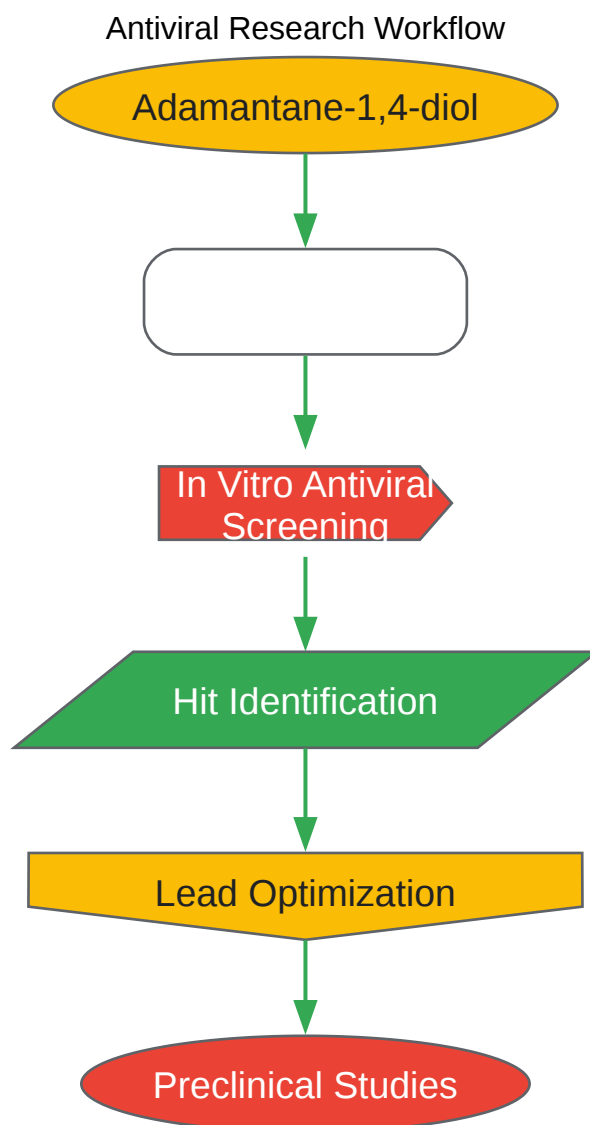 Antiviral Research Workflow
Adamantane-1,4-diol
In Vitro Antiviral
Screening
Hit Identification
Lead Optimization
Preclinical Studies